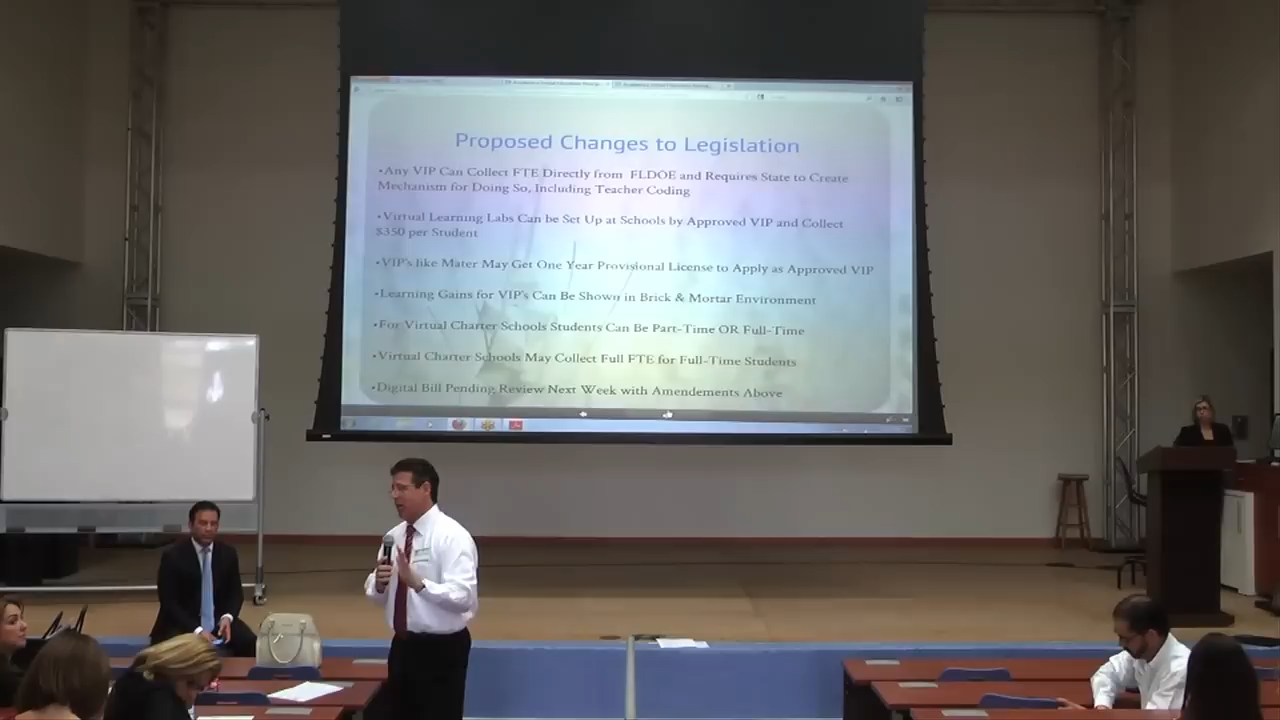 Proposed Changes to Legislation
•Any VIP Can Collect FTE Directly from FLDOE and Requires State to Create
Mechanism for Doing So, Including Teacher Coding
•Virtual Learning Labs Can be Set Up at Schools by Approved VIP and Collect
$350 per Student
•VIP's like Mater May Get One Year Provisional License to Apply as Approved VIP
•Learning Gains for VIP's Can Be Shown in Brick & Mortar Environment
•For Virtual Charter Schools Students Can Be Part-Time OR Full-Time
•Virtual Charter Schools May Collect Full FTE for Full-Time Students
•Digital Bill Pending Review Next Week with Amendements Above